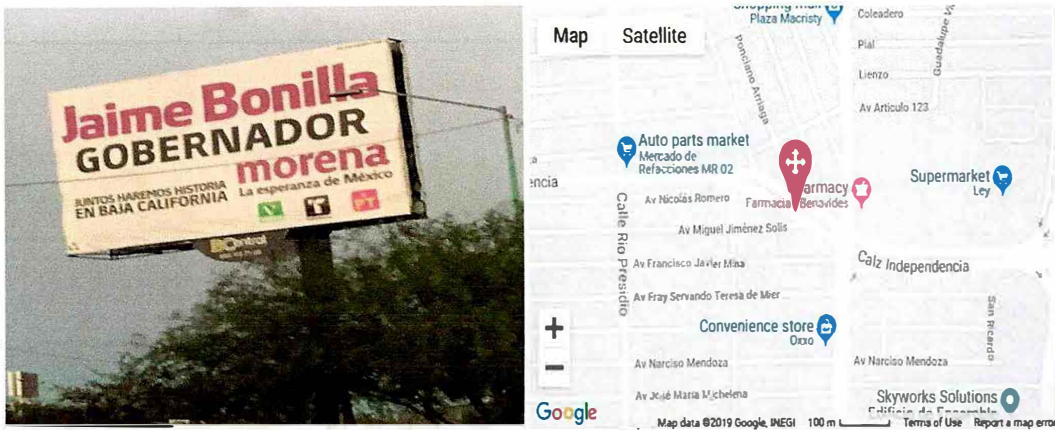 Jaime Bonilla
GOBERNADOR
morena
La esperanza de México
JUNTOS HAREMOS HISTORIA
EN BAJA CALIFORNIA
V T PT
Map Satellite
Plaza Macristy
Ponciano Arriaga
Coleadero
Pial
Lienzo
Av Articulo 123
Auto parts market
Mercado de
Refacciones MR 02
Supermarket
Ley
Farmacia Benavides
Calle Rio Presidio
Av Nicolás Romero
Av Miguel Jiménez Solis
Calz Independencia
Av Francisco Javier Mina
Av Fray Servando Teresa de Mier
San Ricardo
Convenience store
Oxxo
Av Narciso Mendoza
Av Narciso Mendoza
Av José María Michelena
Skyworks Solutions
Google
Map data ©2019 Google, INEGI 100 m Terms of Use Report a map error